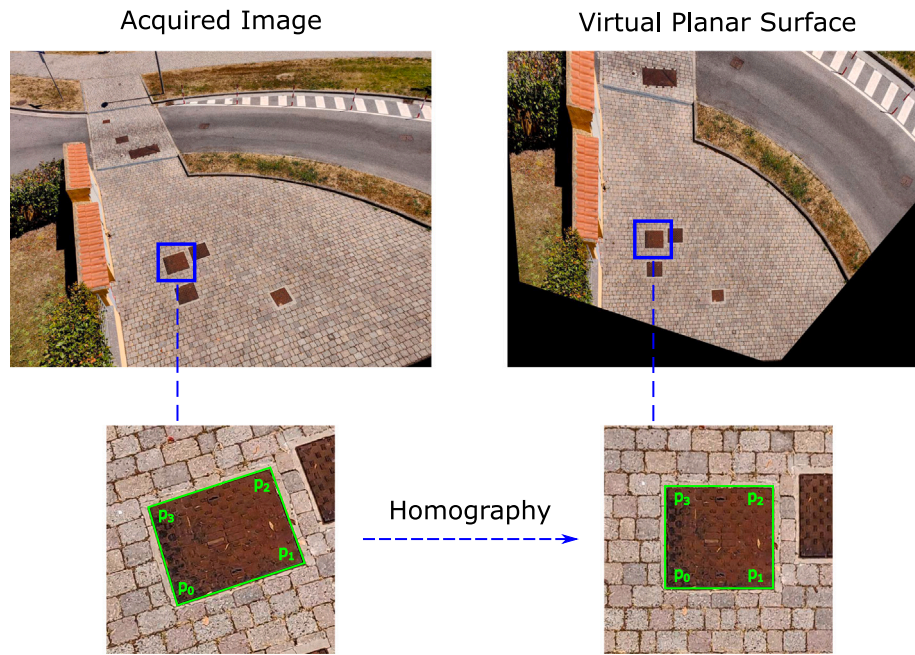 Acquired Image
Virtual Planar Surface
p3
p2
p1
p0
Homography
p3
p2
p0
p1